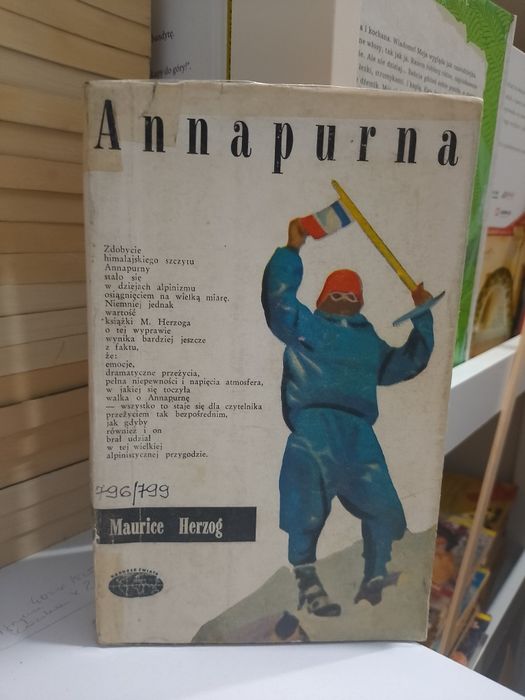 Annapurna
Zdobycie
himalajskiego szczytu
Annapurny
stało się
w dziejach alpinizmu
osiągnięciem na wielką miarę.
Niemniej jednak
wartość
książki M. Herzoga
o tej wyprawie
wynika bardziej jeszcze
z faktu,
że:
emocje,
dramatyczne przeżycia,
pełna niepewności i napięcia atmosfera,
w jakiej się toczyła
walka o Annapurnę
— wszystko to staje się dla czytelnika
przeżyciem tak bezpośrednim,
jak gdyby
również i on
brał udział
w tej wielkiej
alpinistycznej przygodzie.
796/799
Maurice Herzog
NAOKOŁO ŚWIATA